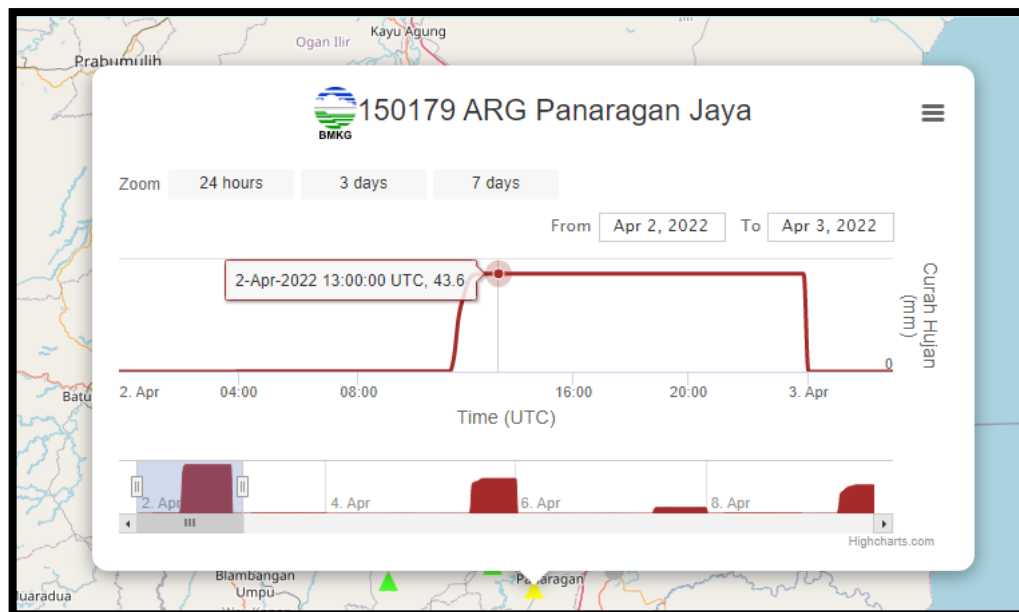 Kayu Agung
Ogan Ilir
Prabumulih
BMKG
150179 ARG Panaragan Jaya
Zoom 24 hours 3 days 7 days
From Apr 2, 2022 To Apr 3, 2022
2-Apr-2022 13:00:00 UTC, 43.6
Curah Hujan
(mm)
0
Batu
2. Apr 04:00 08:00 16:00 20:00 3. Apr
Time (UTC)
2. Apr 4. Apr 6. Apr 8. Apr
Highcharts.com
Blambangan
Umpu
Panaragan
uaradua